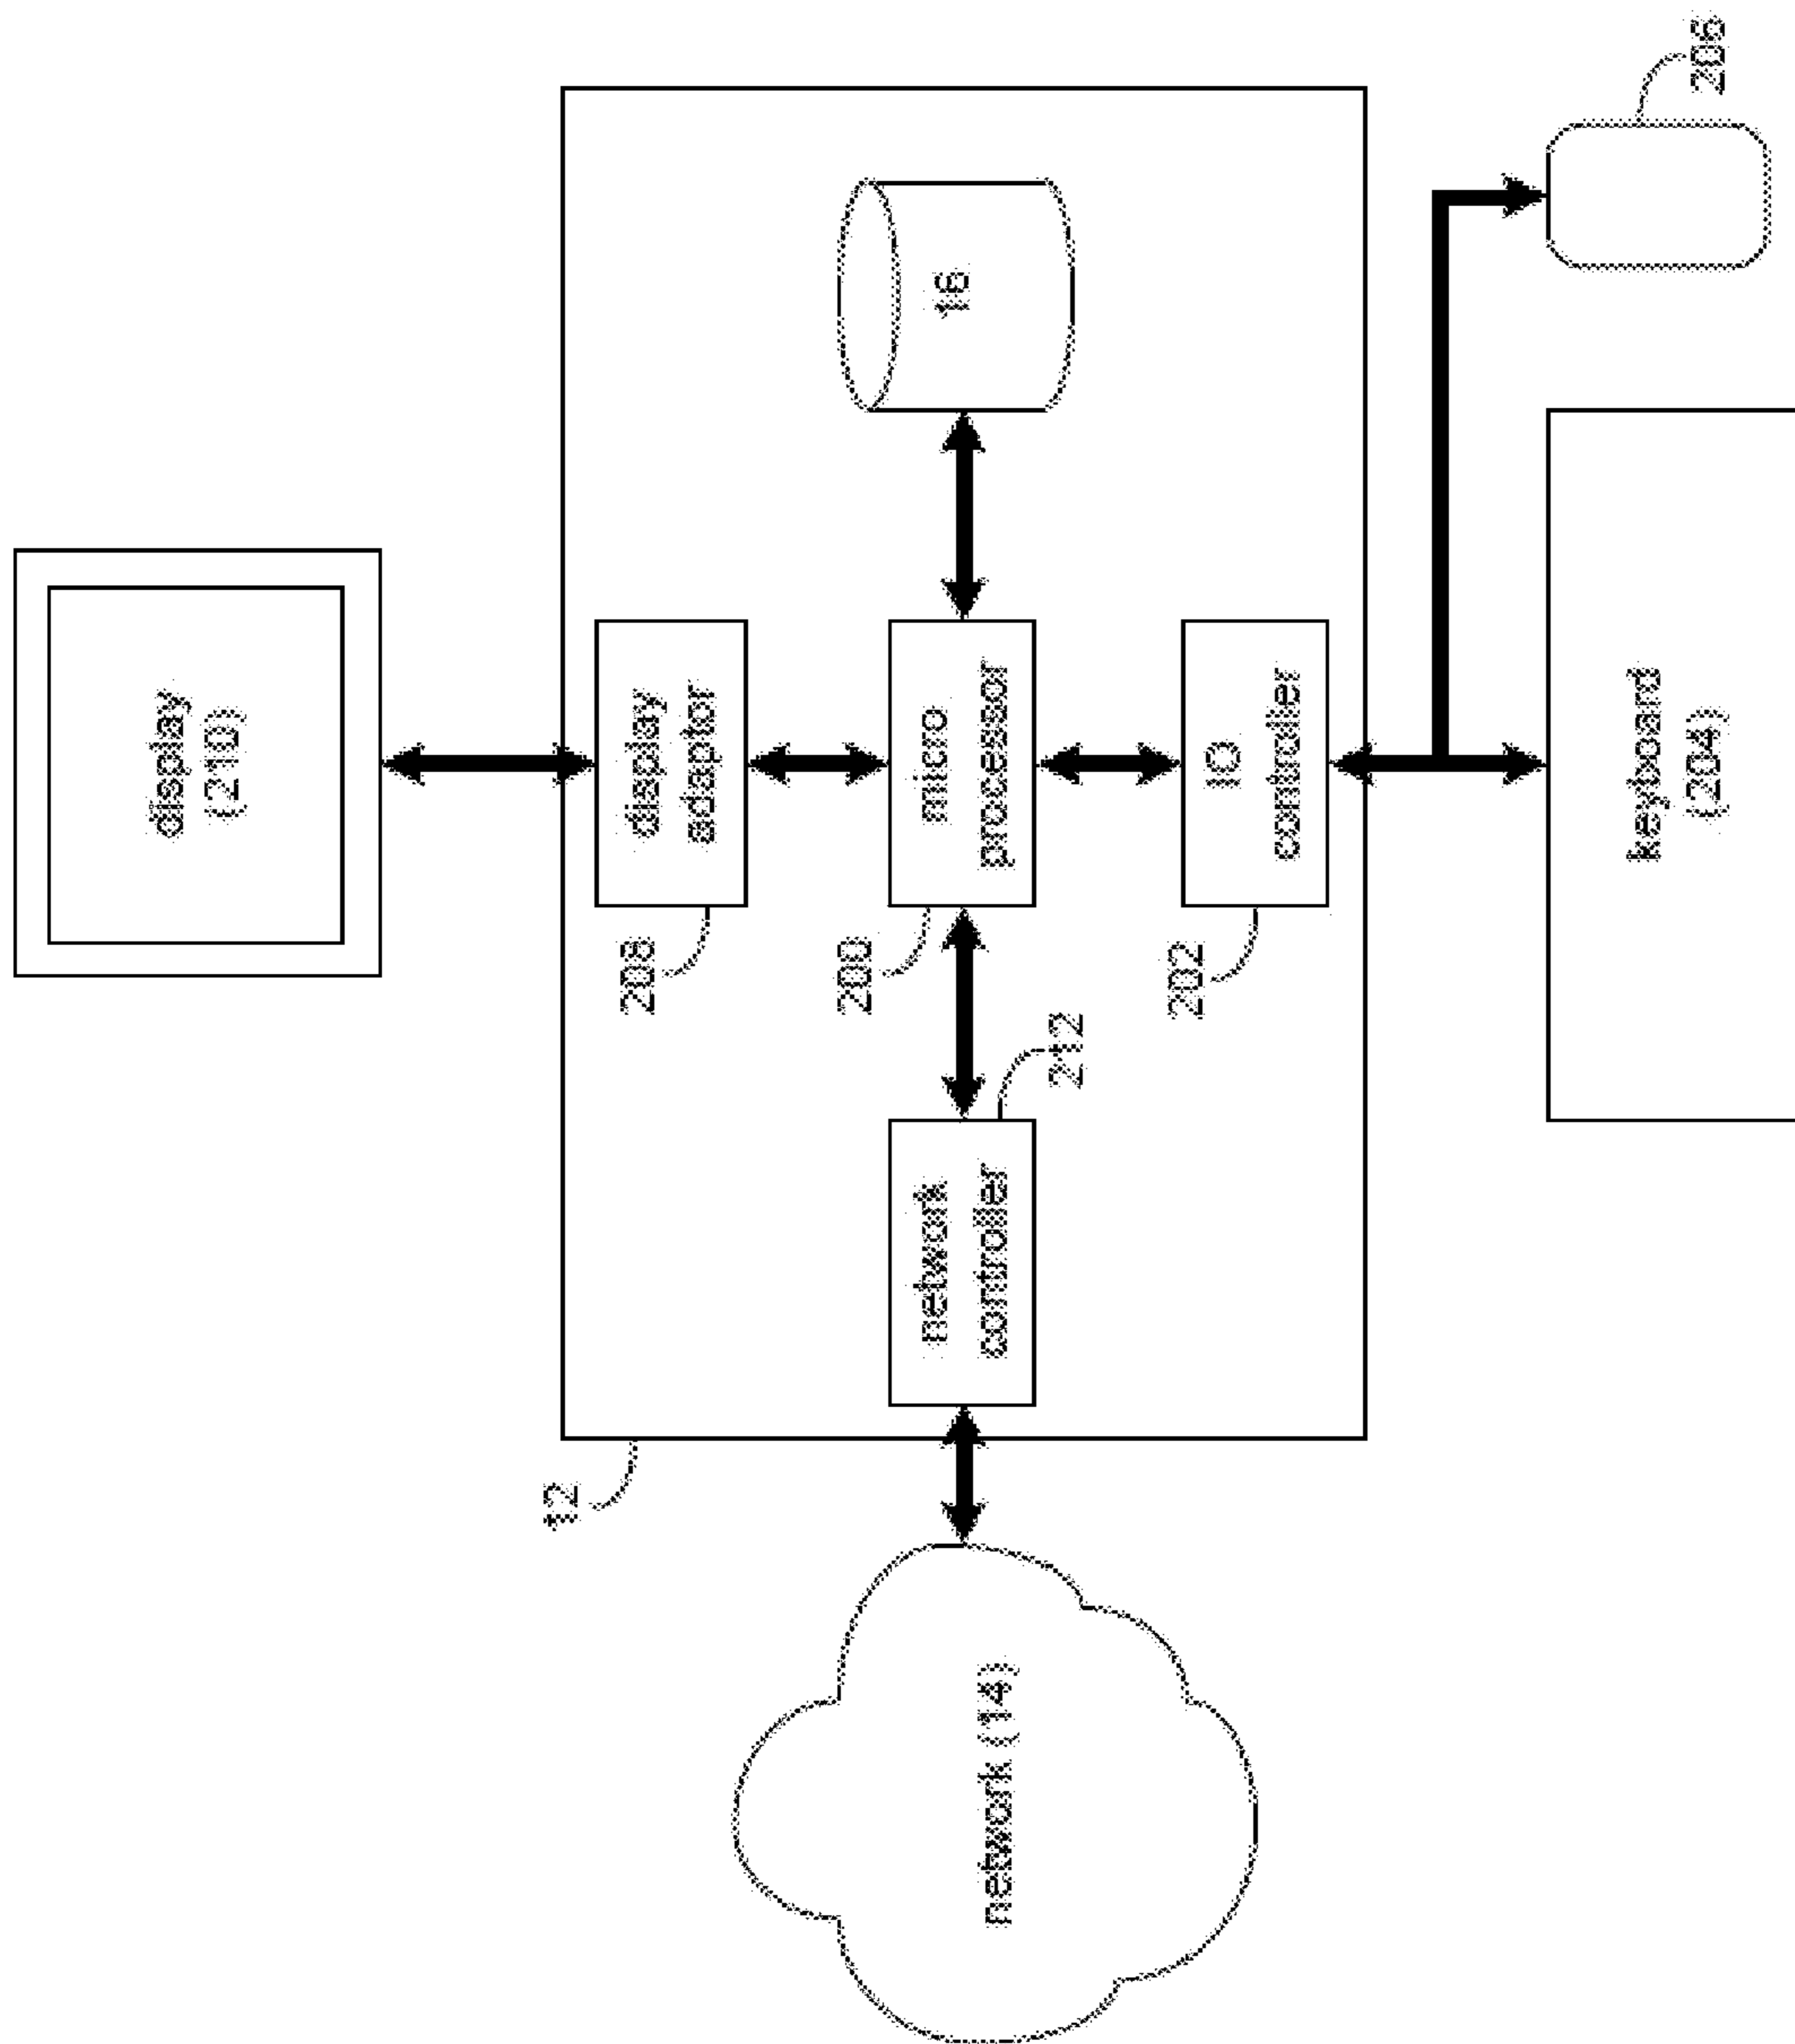 display
(210)
12
208
display
adaptor
network (14)
network
controller
212
200
micro
processor
16
202
IO
controller
keyboard
(204)
206